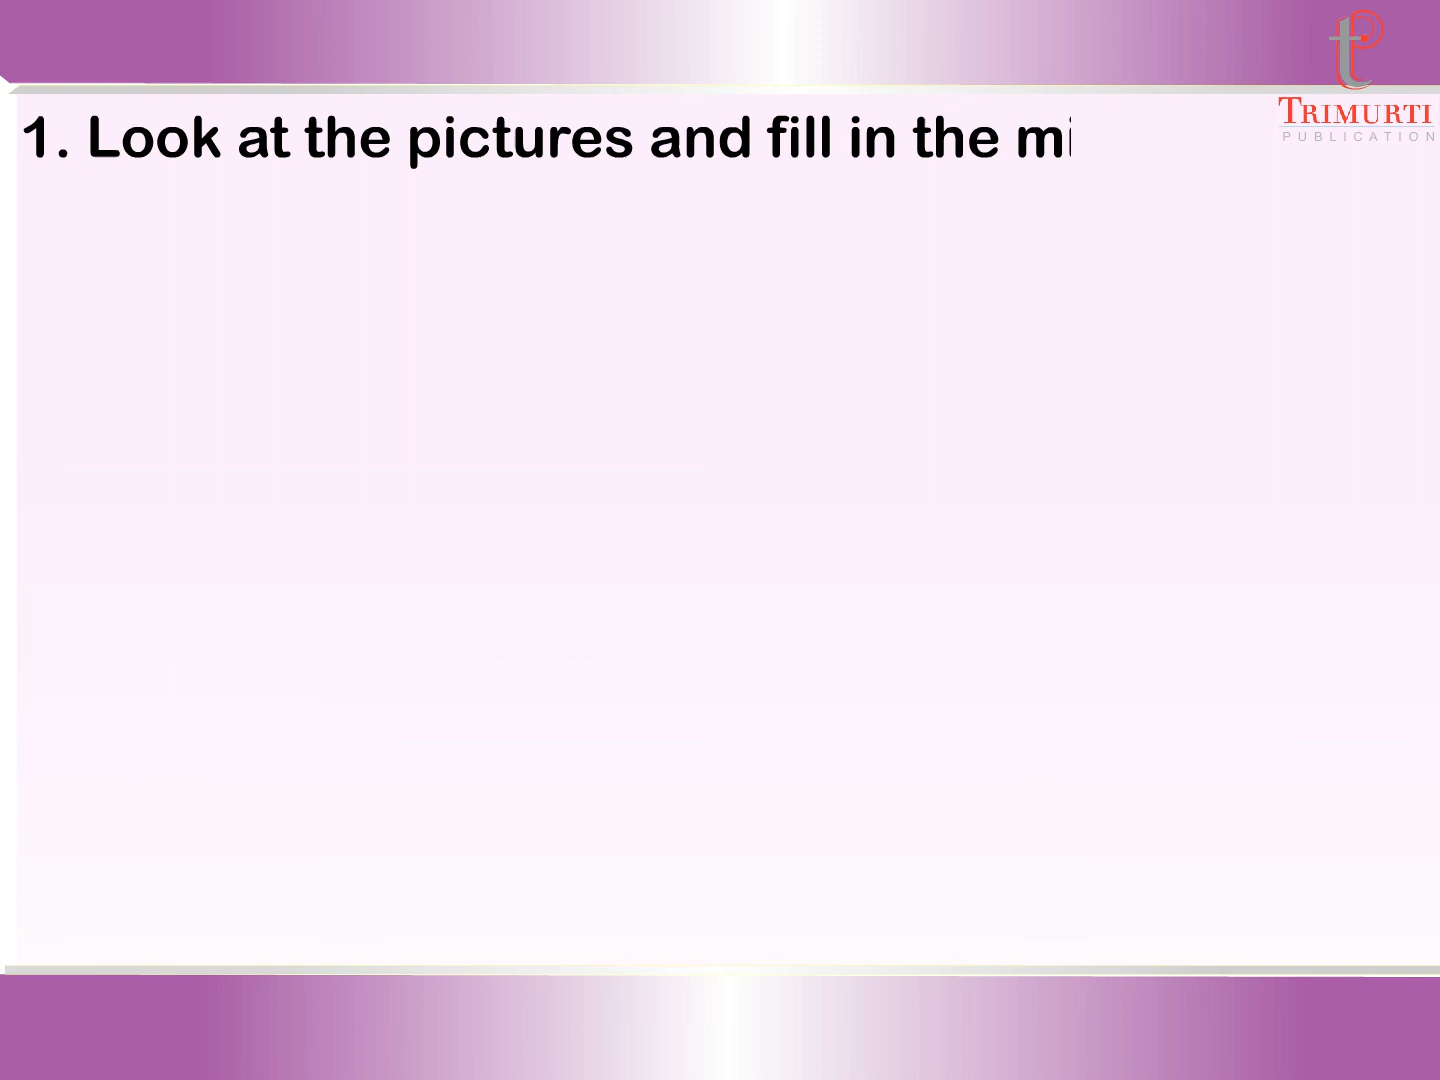 TRIMURTI
PUBLICATION
1. Look at the pictures and fill in the mi